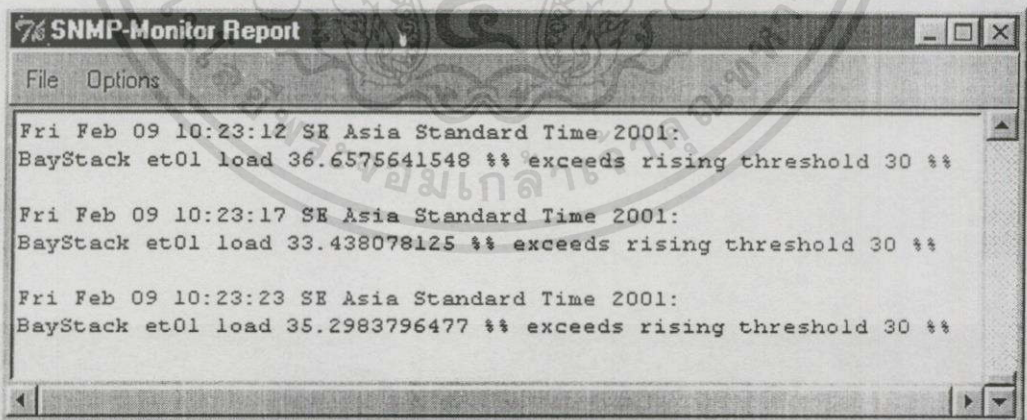 SNMP-Monitor Report
File Options
Fri Feb 09 10:23:12 SE Asia Standard Time 2001:
BayStack et01 load 36.6575641548 %% exceeds rising threshold 30 %%
Fri Feb 09 10:23:17 SE Asia Standard Time 2001:
BayStack et01 load 33.438078125 %% exceeds rising threshold 30 %%
Fri Feb 09 10:23:23 SE Asia Standard Time 2001:
BayStack et01 load 35.2983796477 %% exceeds rising threshold 30 %%